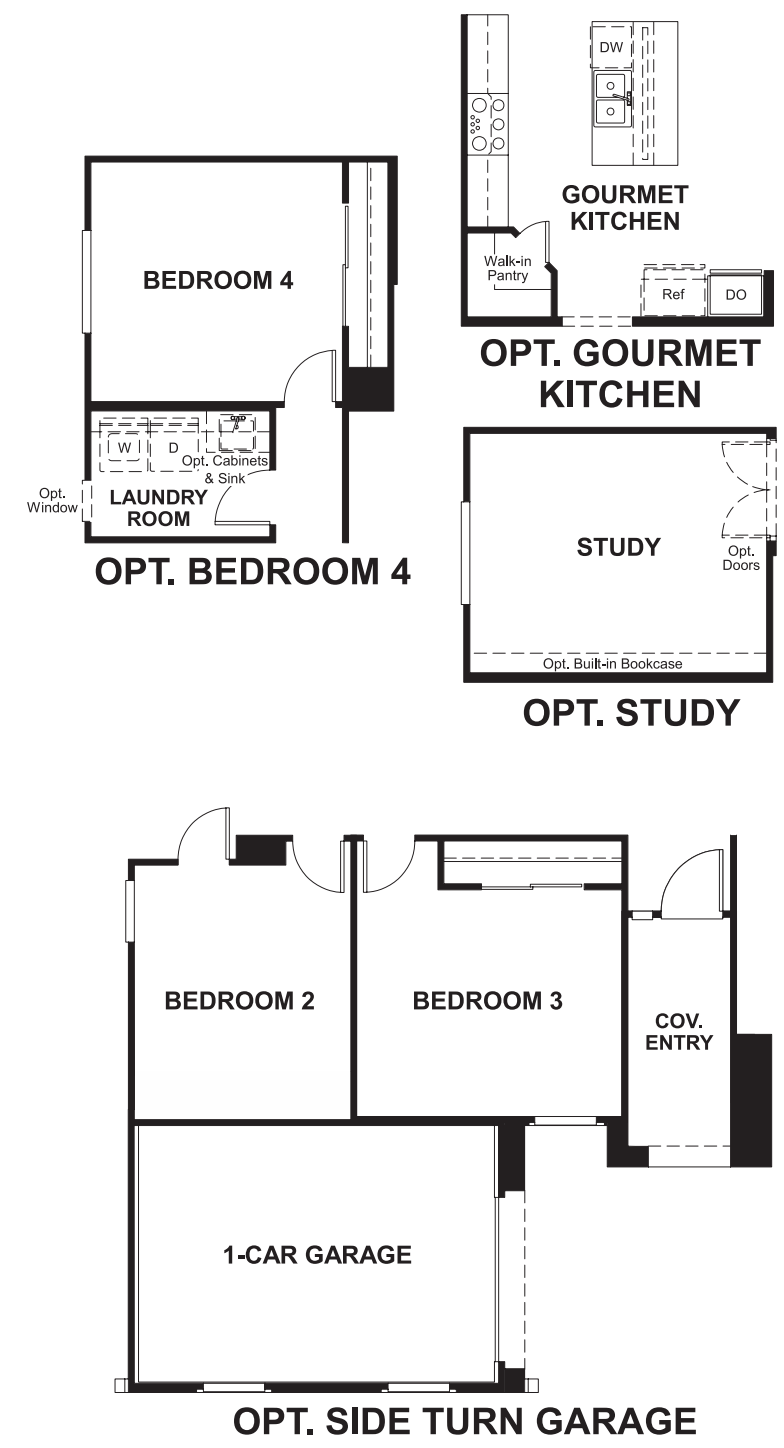 DW
GOURMET
KITCHEN
Walk-in
Pantry
Ref
DO
OPT. GOURMET
KITCHEN
BEDROOM 4
W
D
Opt. Cabinets
& Sink
Opt.
Window
LAUNDRY
ROOM
OPT. BEDROOM 4
STUDY
Opt.
Doors
Opt. Built-in Bookcase
OPT. STUDY
BEDROOM 2
BEDROOM 3
COV.
ENTRY
1-CAR GARAGE
OPT. SIDE TURN GARAGE